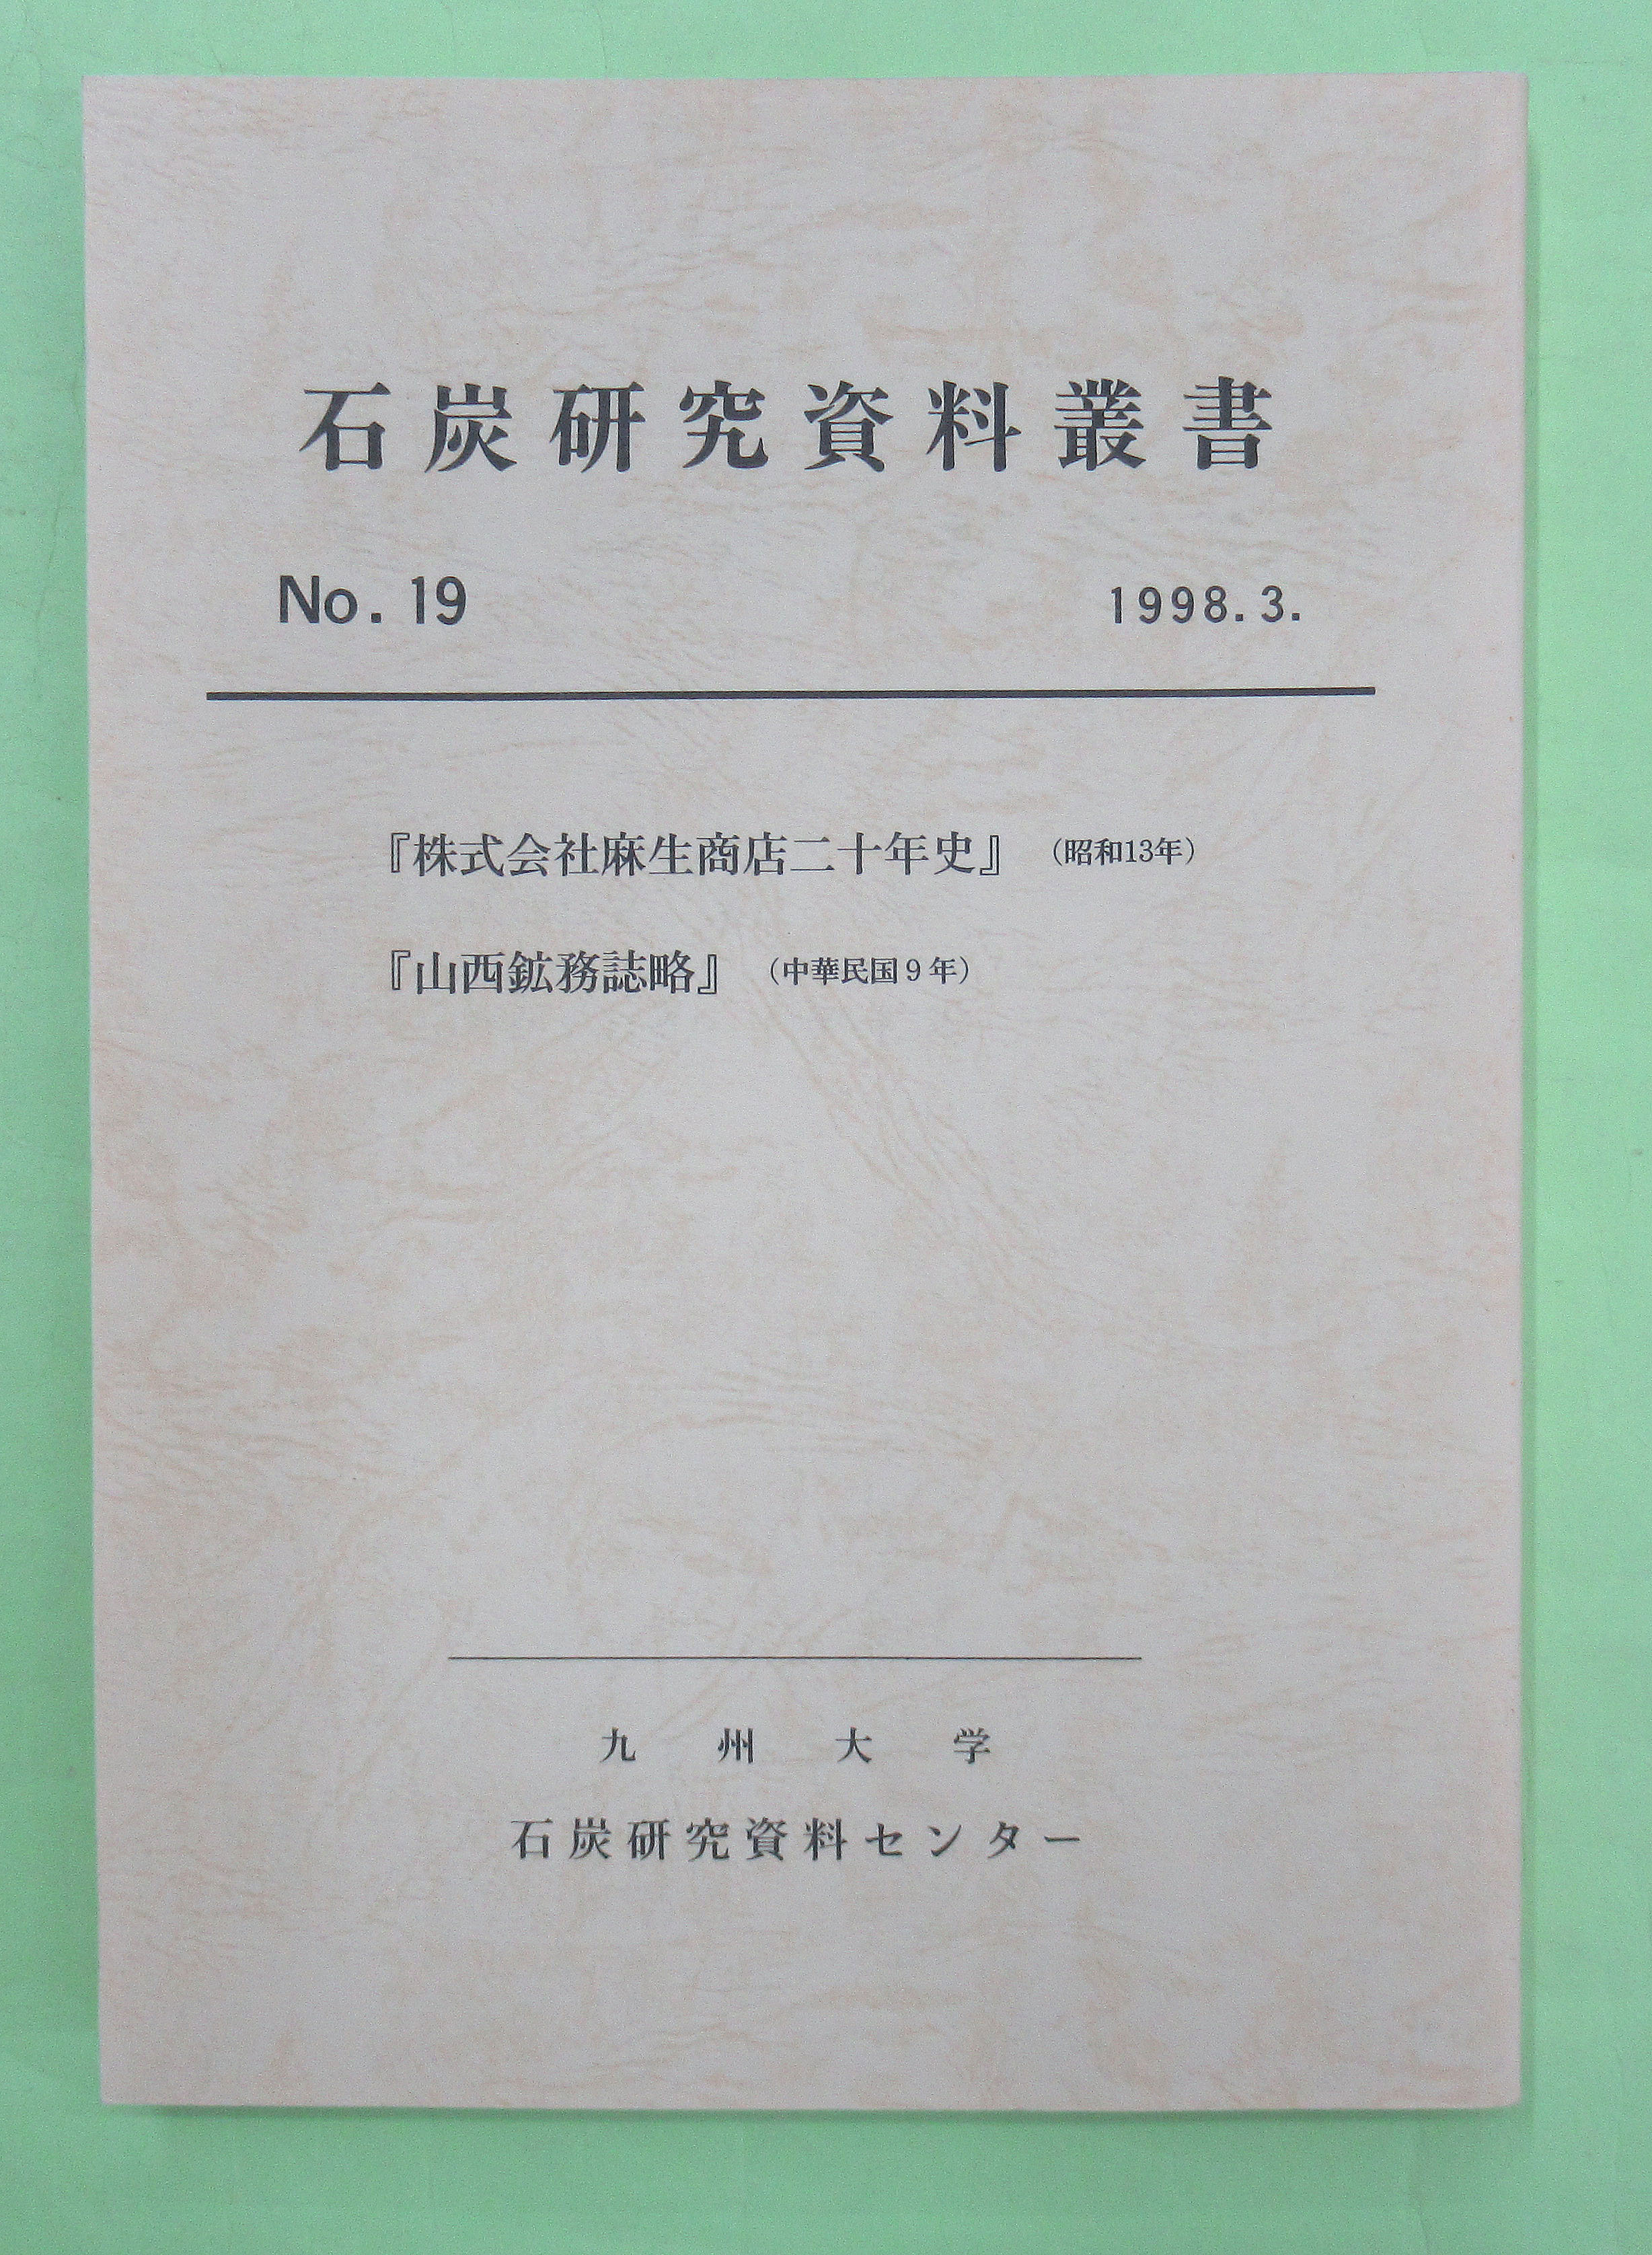 石炭研究資料叢書
No. 19 1998. 3.
『株式会社麻生商店二十年史』 (昭和13年)
『山西鉱務誌略』 (中華民国9年)
九州大学
石炭研究資料センター